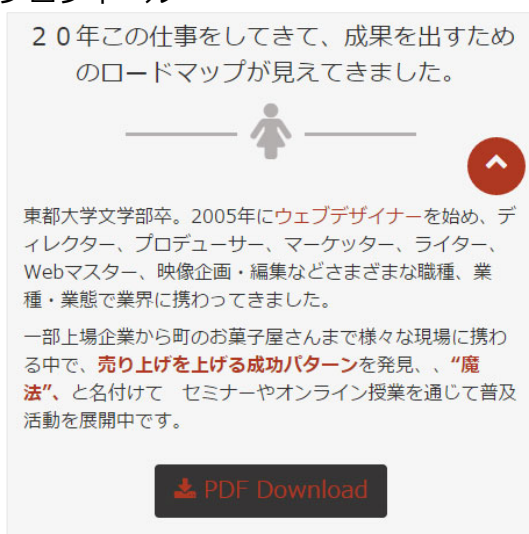 ２０年この仕事をしてきて、成果を出すため
のロードマップが見えてきました。
東都大学文学部卒。2005年にウェブデザイナーを始め、デ
ィレクター、プロデューサー、マーケッター、ライター、
Webマスター、映像企画・編集などさまざまな職種、業
種・業態で業界に携わってきました。
一部上場企業から町のお菓子屋さんまで様々な現場に携わ
る中で、売り上げを上げる成功パターンを発見、、“魔
法”、と名付けて　セミナーやオンライン授業を通じて普及
活動を展開中です。
PDF Download